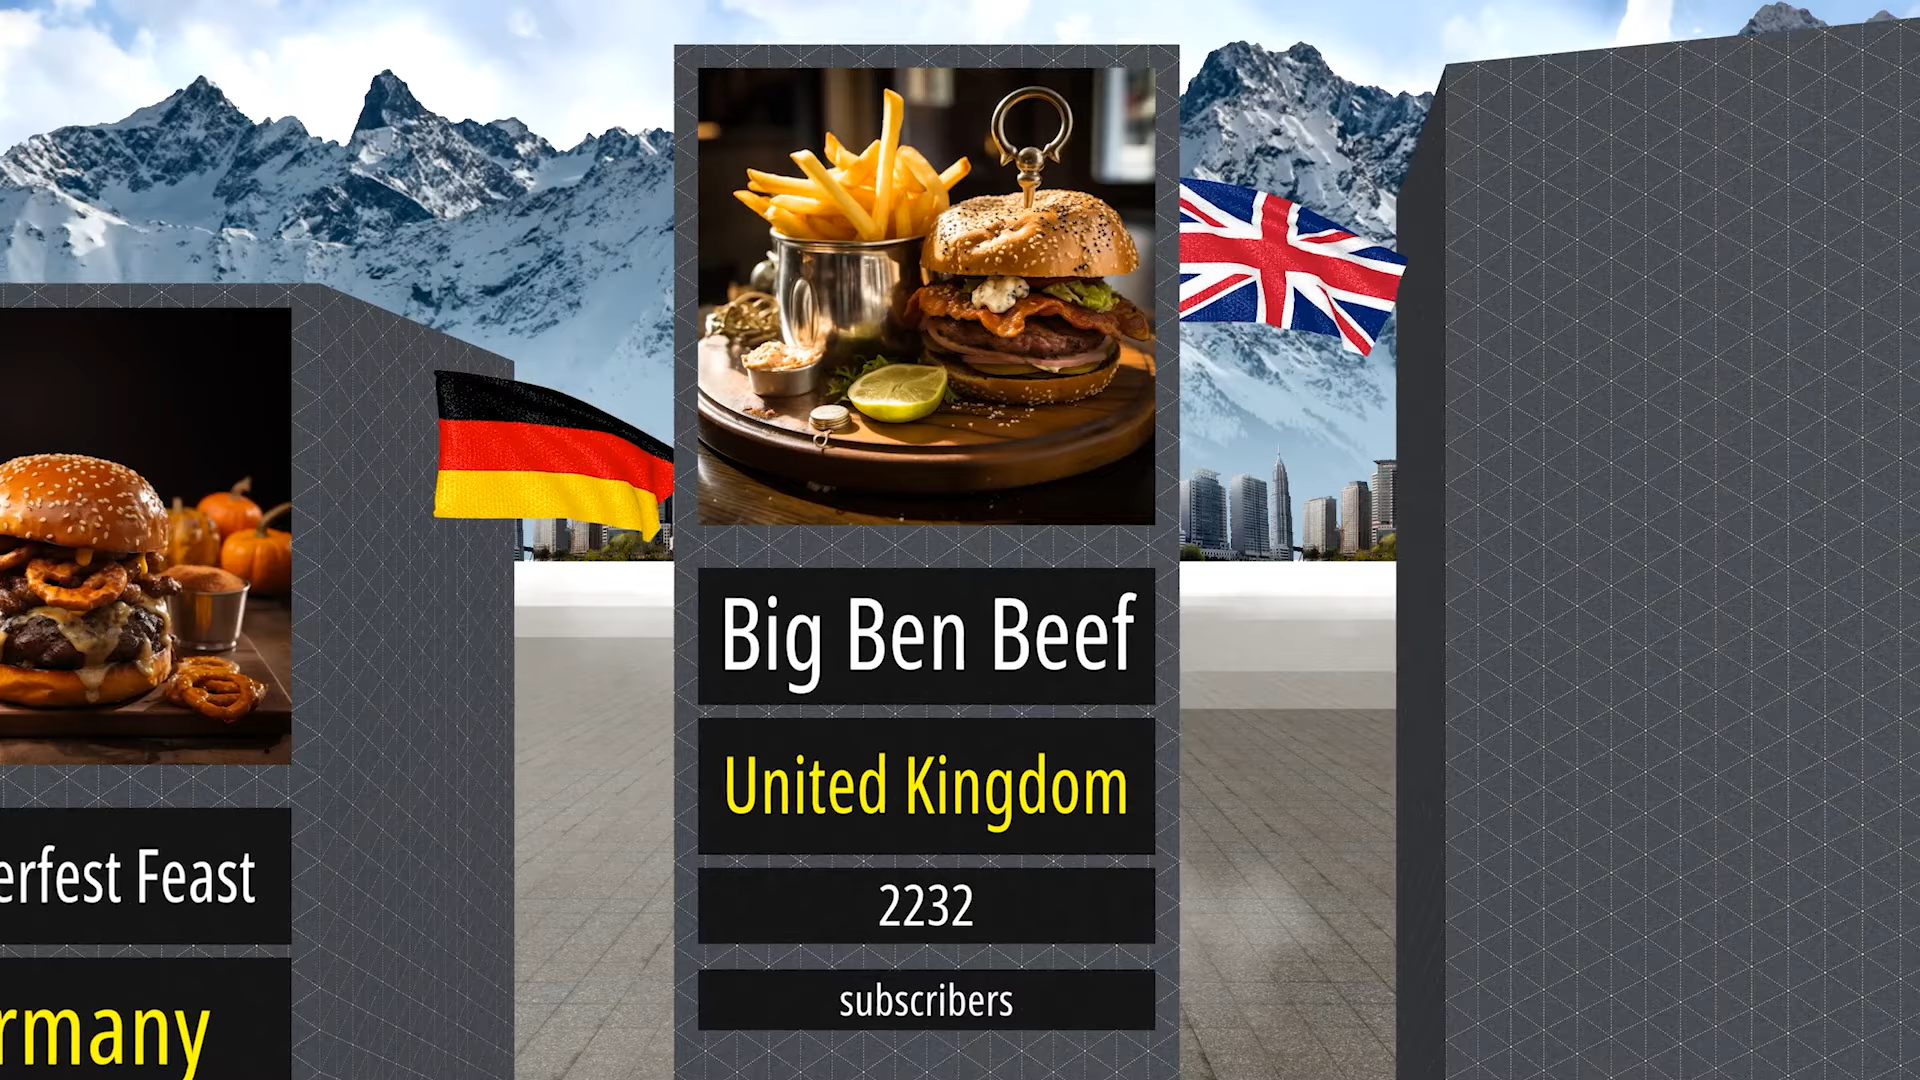 Big Ben Beef
United Kingdom
2232
subscribers
erfest Feast
rmany